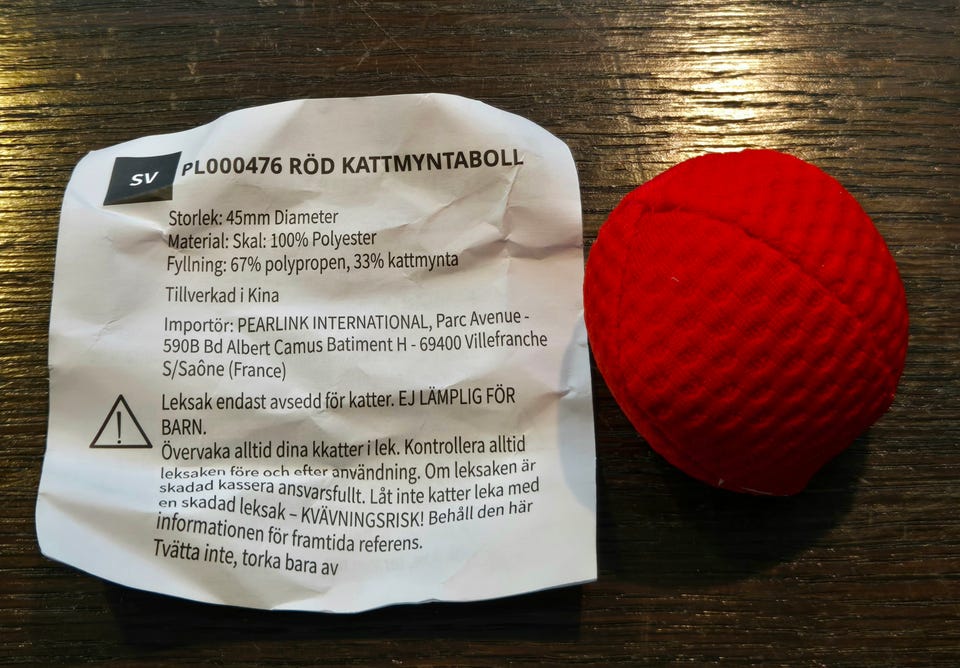 SV
PL000476 RÖD KATTMYNTABOLL
Storlek: 45mm Diameter
Material: Skal: 100% Polyester
Fyllning: 67% polypropen, 33% kattmynta
Tillverkad i Kina
Importör: PEARLINK INTERNATIONAL, Parc Avenue -
590B Bd Albert Camus Batiment H - 69400 Villefranche
S/Saône (France)
Leksak endast avsedd för katter. EJ LÄMPLIG FÖR
BARN.
Övervaka alltid dina kkatter i lek. Kontrollera alltid
leksaken före och efter användning. Om leksaken är
skadad kassera ansvarsfullt. Låt inte katter leka med
en skadad leksak – KVÄVNINGSRISK! Behåll den här
informationen för framtida referens.
Tvätta inte, torka bara av